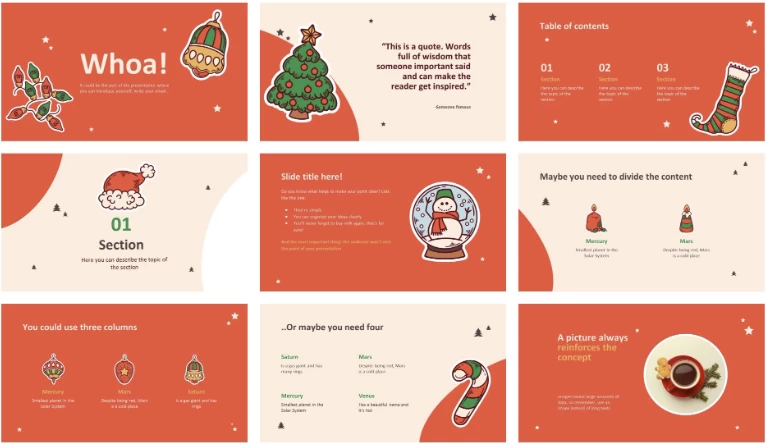 Whoa!
It could be the part of the presentation where
you can introduce yourself, write your email...
“This is a quote. Words
full of wisdom that
someone important said
and can make the
reader get inspired.”
-Someone Famous
Table of contents
01
02
03
Section
Section
Section
Here you can describe
the topic of the
section
Here you can describe
the topic of the
section
Here you can describe
the topic of the
section
01
Section
Here you can describe the topic of
the section
Slide title here!
Do you know what helps to make your point clear? Lists
like this one:
They're simple
You can organize your ideas clearly
You'll never forget to buy milk again, that's for
sure!
And the most important thing: the audience won't miss
the point of your presentation
Maybe you need to divide the content
Mercury
Smallest planet in the
Solar System
Mars
Despite being red, Mars
is a cold place
You could use three columns
Mercury
Smallest planet in the
Solar System
Mars
Despite being red, Mars
is a cold place
Saturn
Is a gas giant and has
rings
..Or maybe you need four
Saturn
Is a gas giant and has
many rings
Mars
Despite being red, Mars
is a cold place
Mercury
Smallest planet in the
Solar System
Venus
Has a beautiful name and
it's hot
A picture always
reinforces the
concept